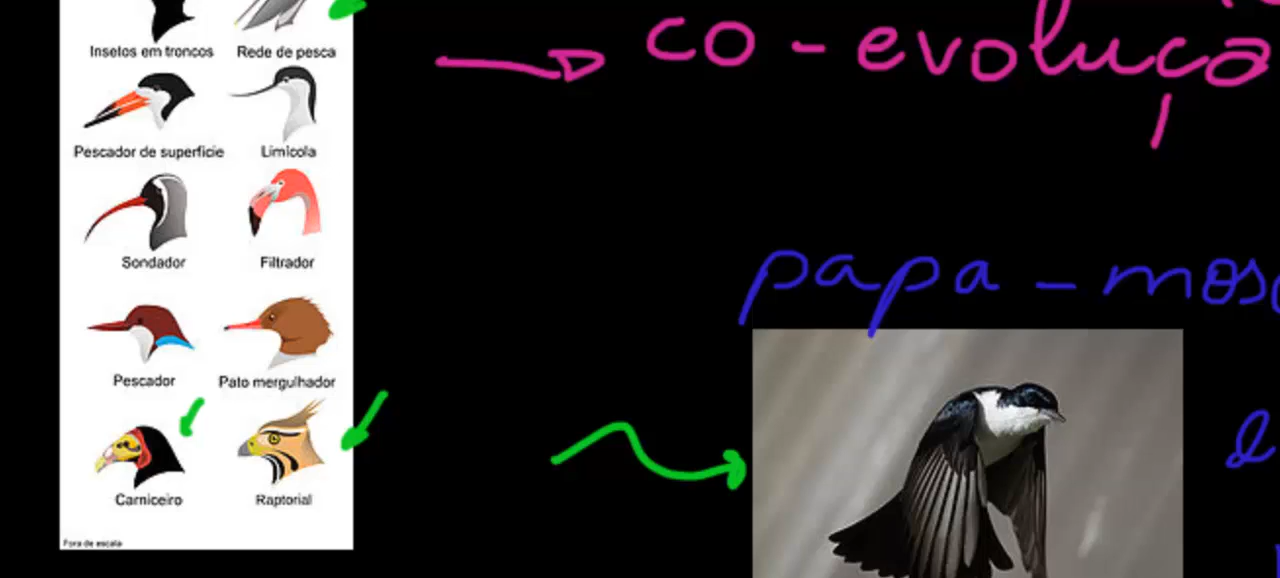 Insetos em troncos Rede de pesca
→ co - evoluçã
Pescador de superfície Limícola
Sondador Filtrador
papa - mosc
Pescador Pato mergulhador
Carniceiro Raptorial
Fora de escala